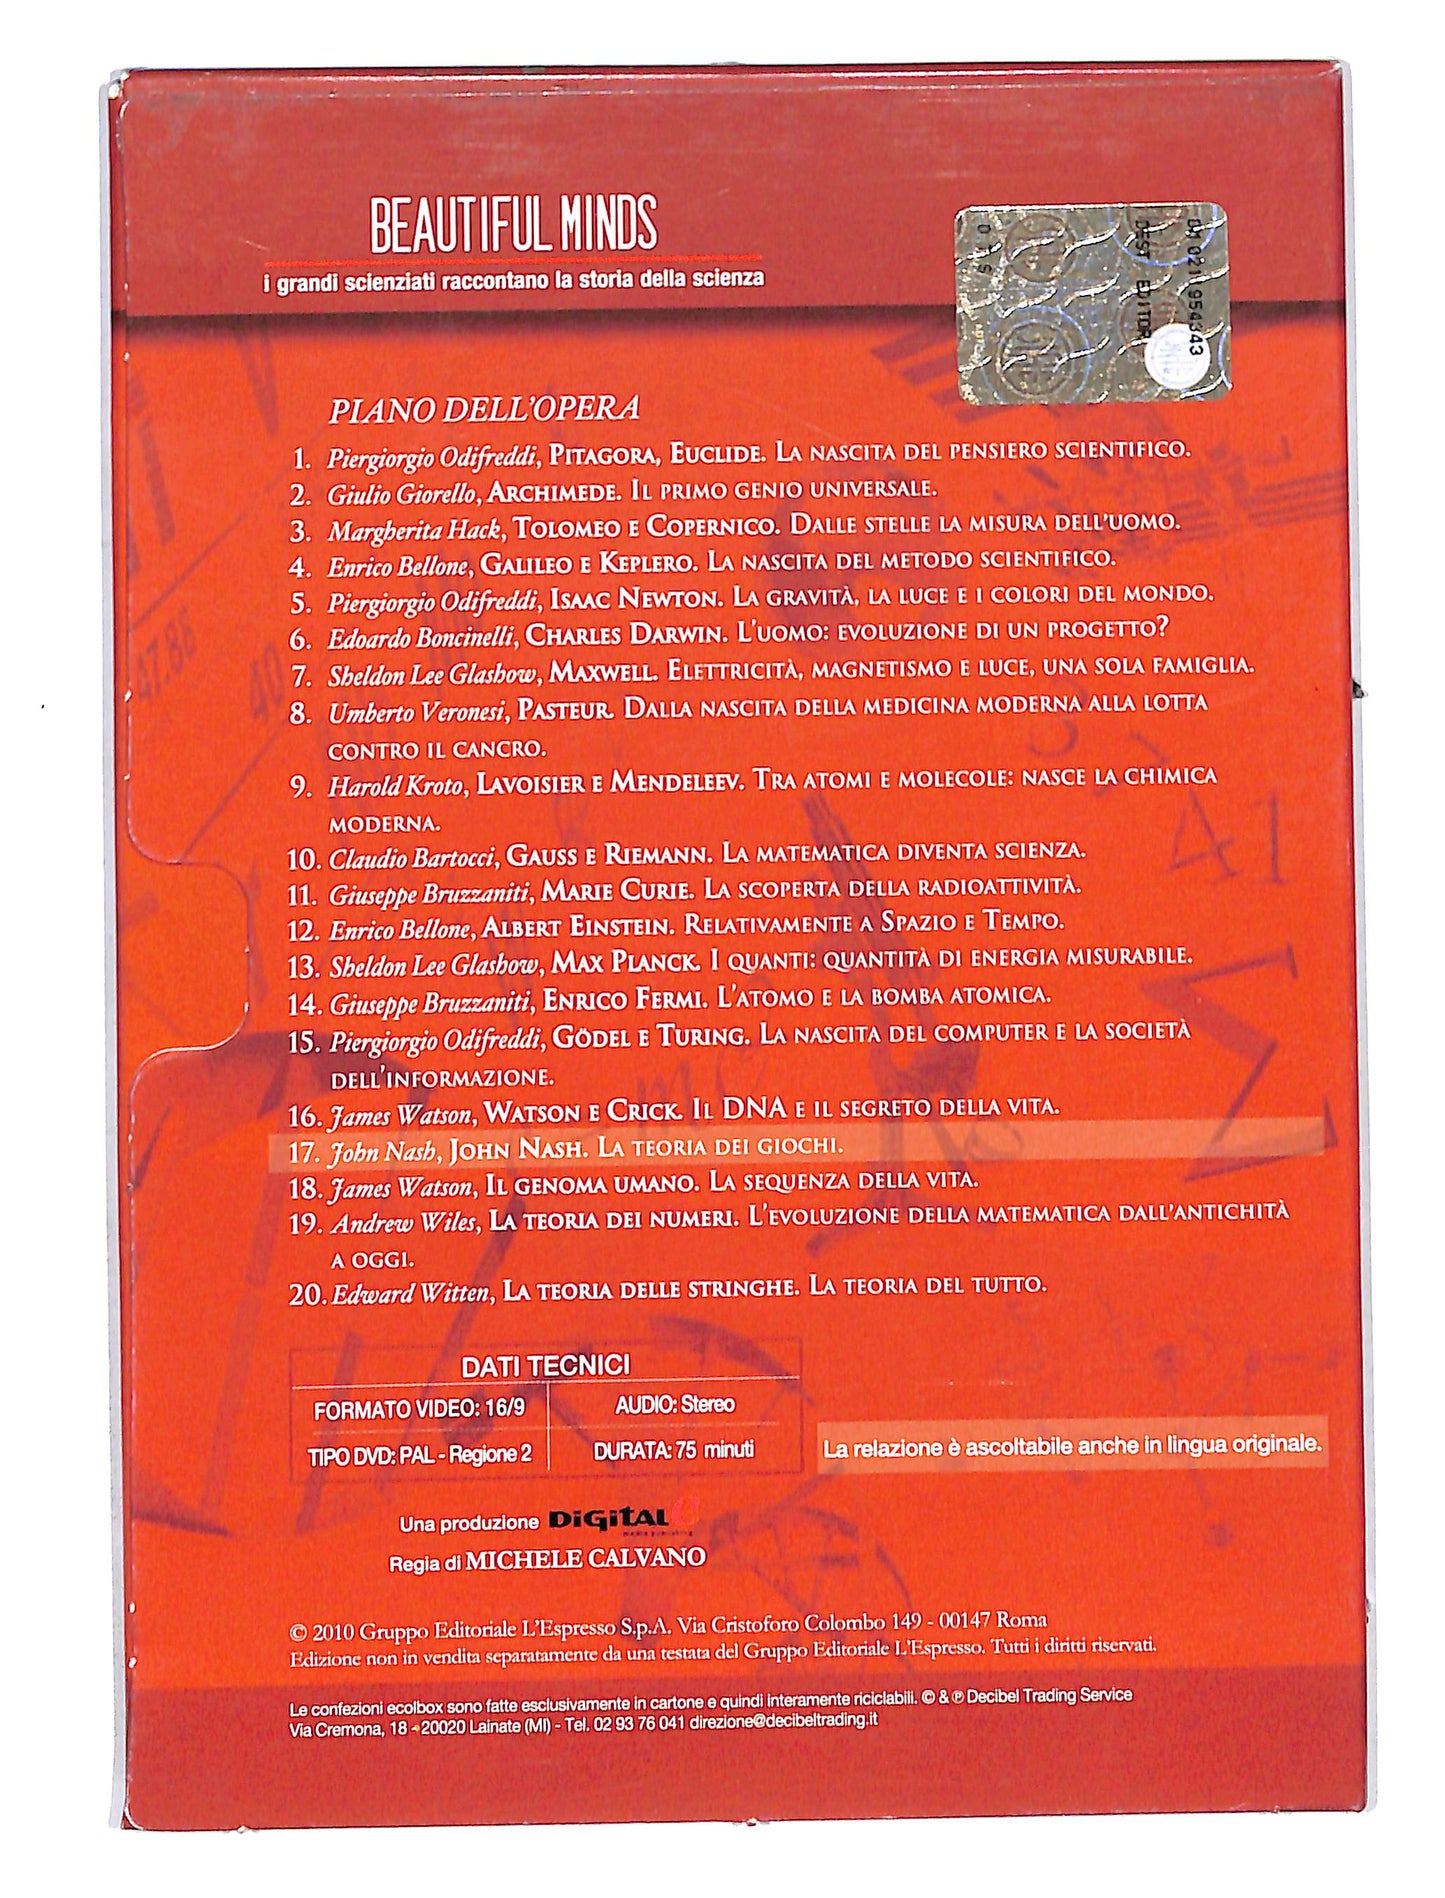 BEAUTIFUL MINDS
i grandi scienziati raccontano la storia della scienza
PIANO DELL'OPERA
1. Piergiorgio Odifreddi, PITAGORA, EUCLIDE. LA NASCITA DEL PENSIERO SCIENTIFICO.
2. Giulio Giorello, ARCHIMEDE. IL PRIMO GENIO UNIVERSALE.
3. Margherita Hack, TOLOMEO E COPERNICO. DALLE STELLE LA MISURA DELL'UOMO.
4. Enrico Bellone, GALILEO E KEPLERO. LA NASCITA DEL METODO SCIENTIFICO.
5. Piergiorgio Odifreddi, ISAAC NEWTON. LA GRAVITÀ, LA LUCE E I COLORI DEL MONDO.
6. Edoardo Boncinelli, CHARLES DARWIN. L'UOMO: EVOLUZIONE DI UN PROGETTO?
7. Sheldon Lee Glashow, MAXWELL. ELETTRICITÀ, MAGNETISMO E LUCE, UNA SOLA FAMIGLIA.
8. Umberto Veronesi, PASTEUR. DALLA NASCITA DELLA MEDICINA MODERNA ALLA LOTTA
CONTRO IL CANCRO.
9. Harold Kroto, LAVOISIER E MENDELEEV. TRA ATOMI E MOLECOLE: NASCE LA CHIMICA
MODERNA.
10. Claudio Bartocci, GAUSS E RIEMANN. LA MATEMATICA DIVENTA SCIENZA.
11. Giuseppe Bruzzaniti, MARIE CURIE. LA SCOPERTA DELLA RADIOATTIVITÀ.
12. Enrico Bellone, ALBERT EINSTEIN. RELATIVAMENTE A SPAZIO E TEMPO.
13. Sheldon Lee Glashow, MAX PLANCK. I QUANTI: QUANTITÀ DI ENERGIA MISURABILE.
14. Giuseppe Bruzzaniti, ENRICO FERMI. L'ATOMO E LA BOMBA ATOMICA.
15. Piergiorgio Odifreddi, GÖDEL E TURING. LA NASCITA DEL COMPUTER E LA SOCIETÀ
DELL'INFORMAZIONE.
16. James Watson, WATSON E CRICK. IL DNA E IL SEGRETO DELLA VITA.
17. John Nash, JOHN NASH. LA TEORIA DEI GIOCHI.
18. James Watson, IL GENOMA UMANO. LA SEQUENZA DELLA VITA.
19. Andrew Wiles, LA TEORIA DEI NUMERI. L'EVOLUZIONE DELLA MATEMATICA DALL'ANTICHITÀ
A OGGI.
20. Edward Witten, LA TEORIA DELLE STRINGHE. LA TEORIA DEL TUTTO.
DATI TECNICI
FORMATO VIDEO: 16/9
AUDIO: Stereo
TIPO DVD: PAL - Regione 2
DURATA: 75 minuti
La relazione è ascoltabile anche in lingua originale.
Una produzione DIGITAL e
media publishing
Regia di MICHELE CALVANO
© 2010 Gruppo Editoriale L'Espresso S.p.A. Via Cristoforo Colombo 149 - 00147 Roma
Edizione non in vendita separatamente da una testata del Gruppo Editoriale L'Espresso. Tutti i diritti riservati.
Le confezioni ecolbox sono fatte esclusivamente in cartone e quindi interamente riciclabili. © & ℗ Decibel Trading Service
Via Cremona, 18 - 20020 Lainate (MI) - Tel. 02 93 76 041 direzione@decibeltrading.it